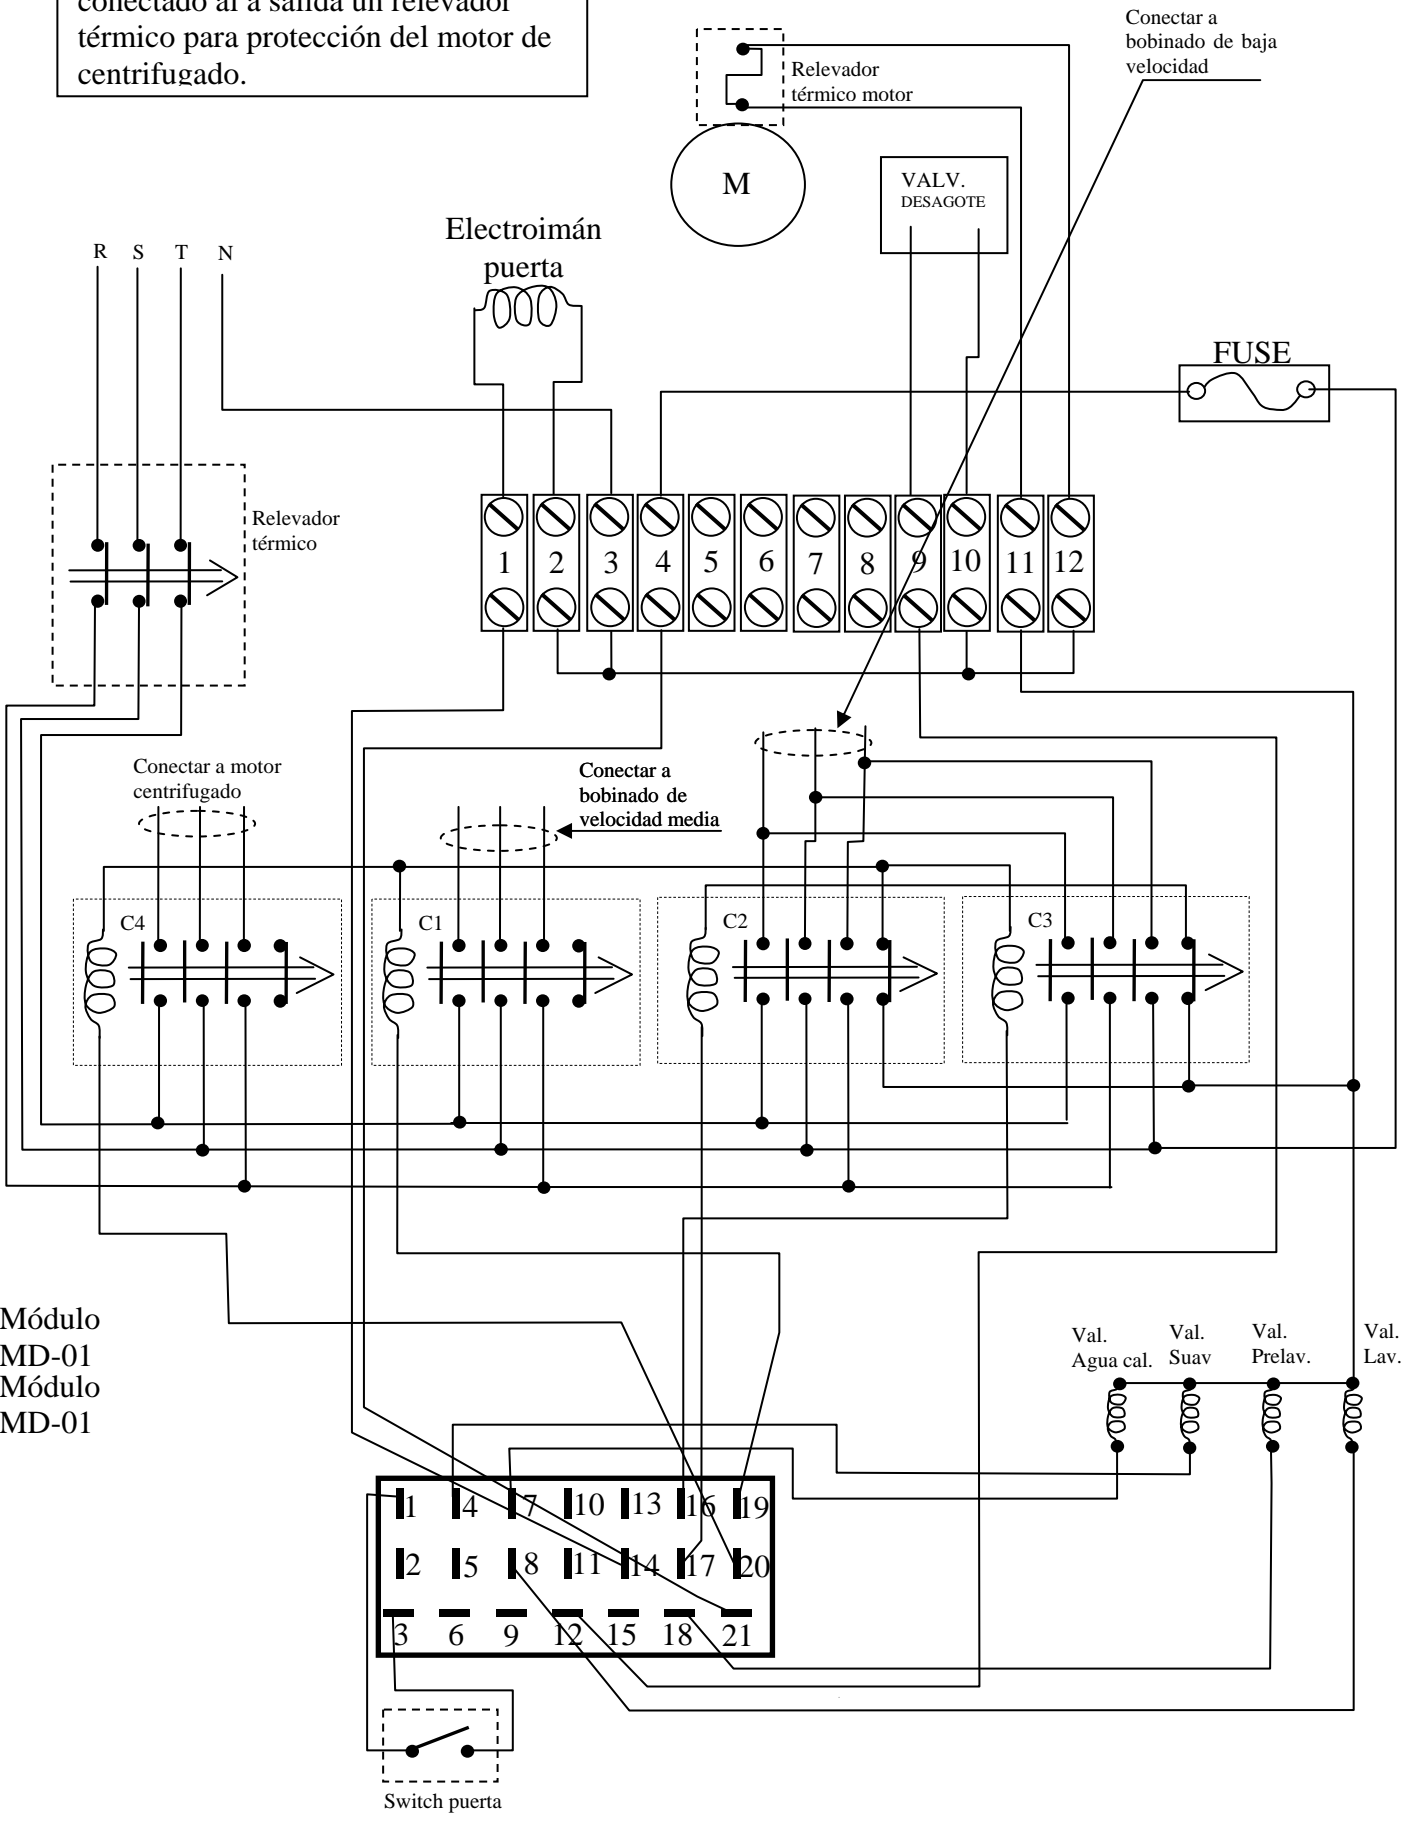 conectado al a salida un relevador
térmico para protección del motor de
centrifugado.
Conectar a
bobinado de baja
velocidad
Relevador
térmico motor
M
VALV.
DESAGOTE
Electroimán
puerta
R S T N
FUSE
Relevador
térmico
1 2 3 4 5 6 7 8 9 10 11 12
Conectar a motor
centrifugado
Conectar a
bobinado de
velocidad media
C4 C1 C2 C3
Módulo
MD-01
Módulo
MD-01
Val.
Agua cal.
Val.
Suav
Val.
Prelav.
Val.
Lav.
1 4 7 10 13 16 19
2 5 8 11 14 17 20
3 6 9 12 15 18 21
Switch puerta